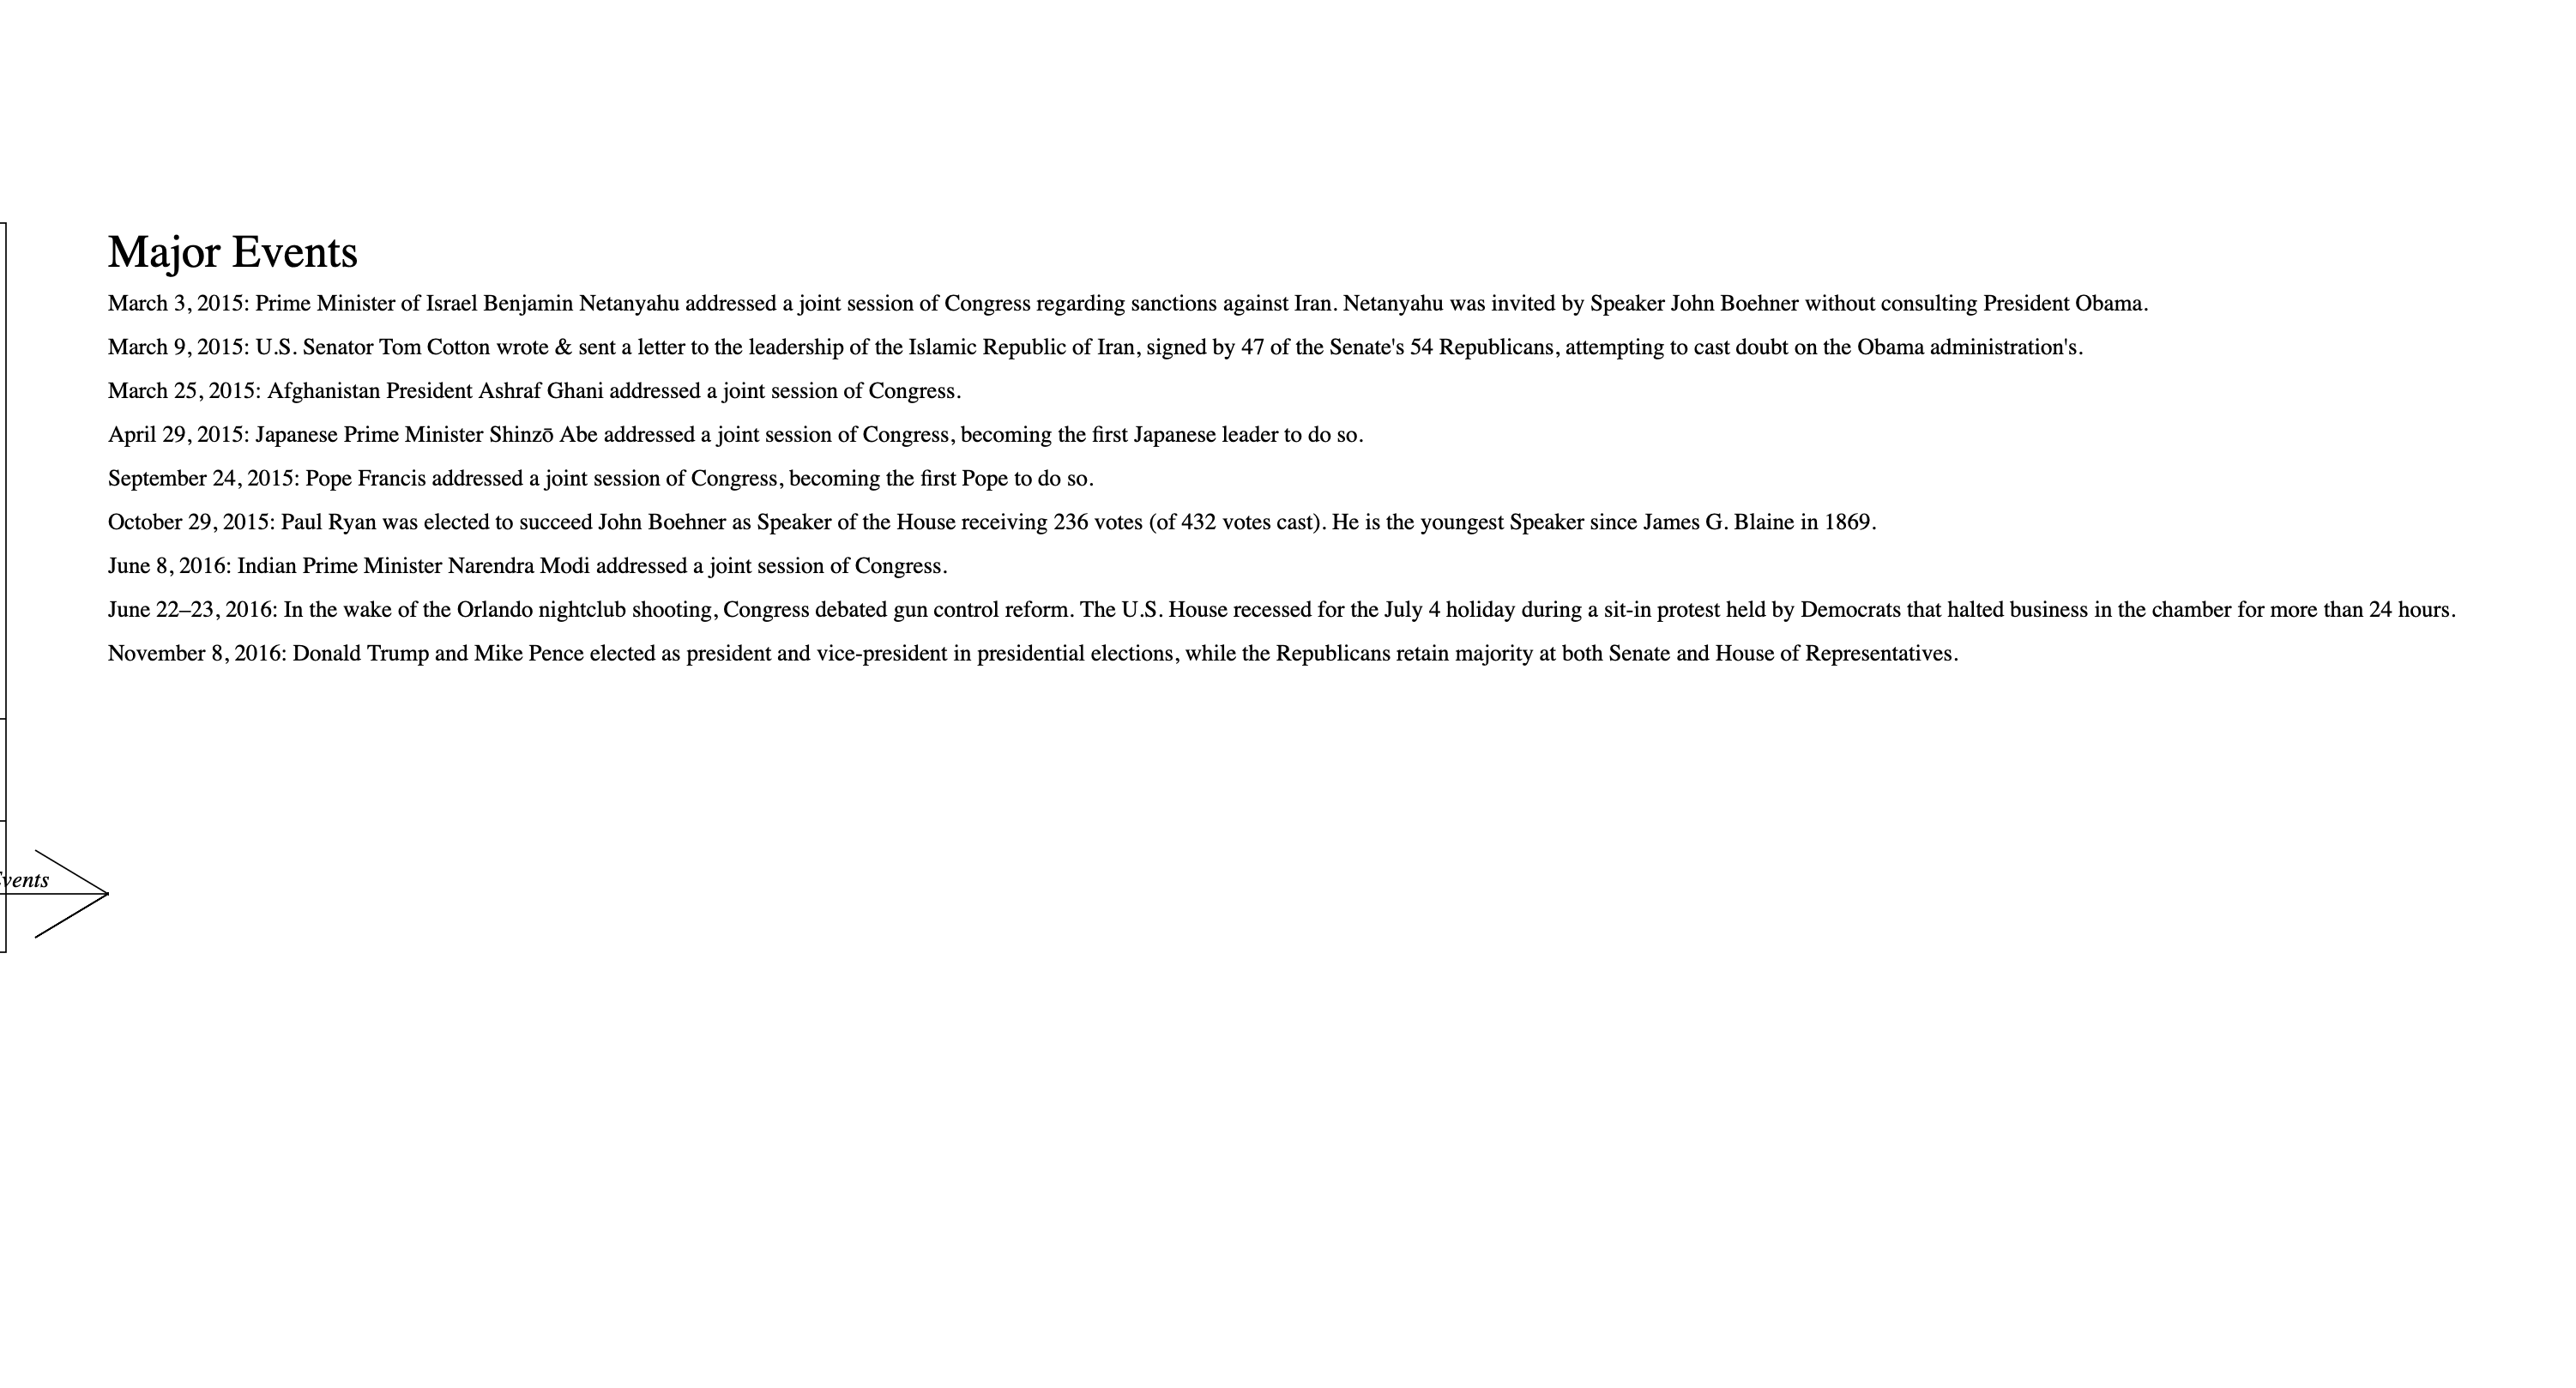 Major Events
March 3, 2015: Prime Minister of Israel Benjamin Netanyahu addressed a joint session of Congress regarding sanctions against Iran. Netanyahu was invited by Speaker John Boehner without consulting President Obama.
March 9, 2015: U.S. Senator Tom Cotton wrote & sent a letter to the leadership of the Islamic Republic of Iran, signed by 47 of the Senate's 54 Republicans, attempting to cast doubt on the Obama administration's.
March 25, 2015: Afghanistan President Ashraf Ghani addressed a joint session of Congress.
April 29, 2015: Japanese Prime Minister Shinzō Abe addressed a joint session of Congress, becoming the first Japanese leader to do so.
September 24, 2015: Pope Francis addressed a joint session of Congress, becoming the first Pope to do so.
October 29, 2015: Paul Ryan was elected to succeed John Boehner as Speaker of the House receiving 236 votes (of 432 votes cast). He is the youngest Speaker since James G. Blaine in 1869.
June 8, 2016: Indian Prime Minister Narendra Modi addressed a joint session of Congress.
June 22–23, 2016: In the wake of the Orlando nightclub shooting, Congress debated gun control reform. The U.S. House recessed for the July 4 holiday during a sit-in protest held by Democrats that halted business in the chamber for more than 24 hours.
November 8, 2016: Donald Trump and Mike Pence elected as president and vice-president in presidential elections, while the Republicans retain majority at both Senate and House of Representatives.
vents